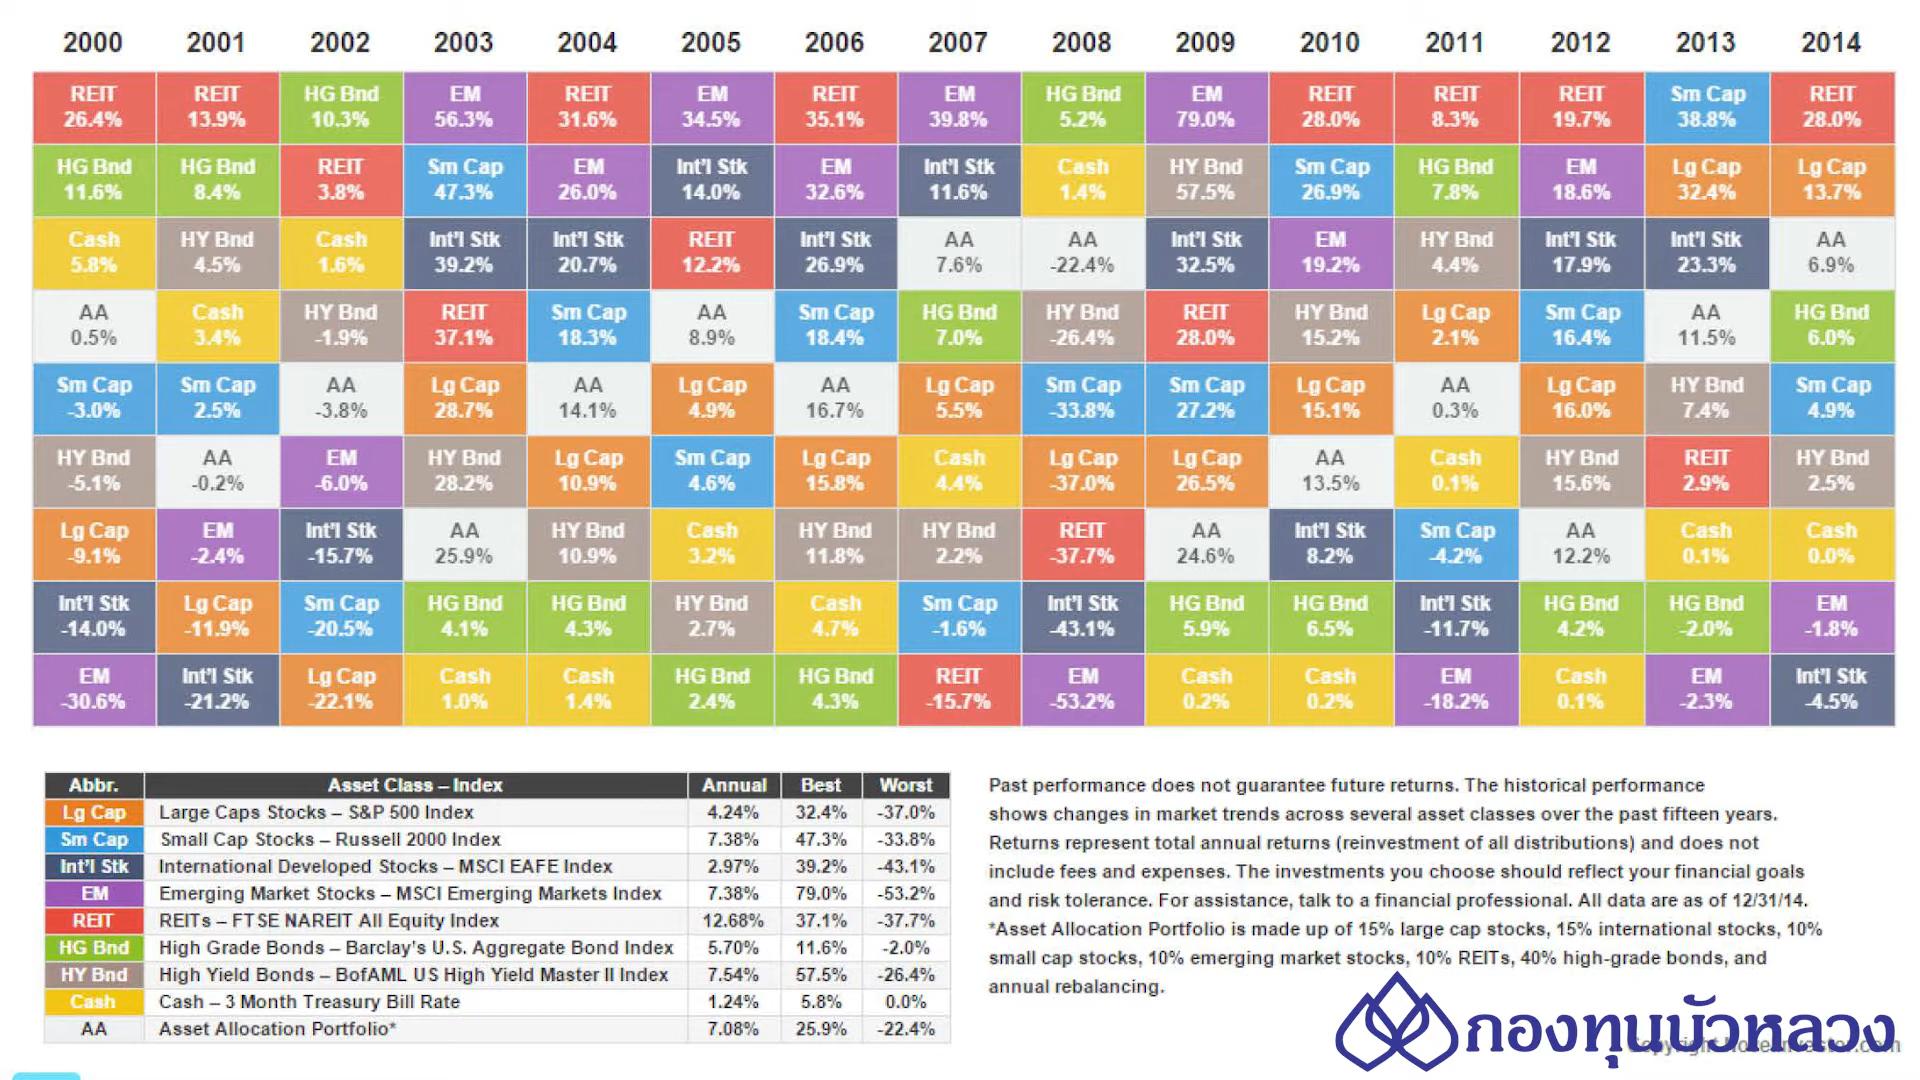 2000 2001 2002 2003 2004 2005 2006 2007 2008 2009 2010 2011 2012 2013 2014
REIT REIT HG Bnd EM REIT EM REIT EM HG Bnd EM REIT REIT REIT Sm Cap REIT
26.4% 13.9% 10.3% 56.3% 31.6% 34.5% 35.1% 39.8% 5.2% 79.0% 28.0% 8.3% 19.7% 38.8% 28.0%
HG Bnd HG Bnd REIT Sm Cap EM Int'l Stk EM Int'l Stk Cash HY Bnd Sm Cap HG Bnd EM Lg Cap Lg Cap
11.6% 8.4% 3.8% 47.3% 26.0% 14.0% 32.6% 11.6% 1.4% 57.5% 26.9% 7.8% 18.6% 32.4% 13.7%
Cash HY Bnd Cash Int'l Stk Int'l Stk REIT Int'l Stk AA AA Int'l Stk EM HY Bnd Int'l Stk Int'l Stk AA
5.8% 4.5% 1.6% 39.2% 20.7% 12.2% 26.9% 7.6% -22.4% 32.5% 19.2% 4.4% 17.9% 23.3% 6.9%
AA Cash HY Bnd REIT Sm Cap AA Sm Cap HG Bnd HY Bnd REIT HY Bnd Lg Cap Sm Cap AA HG Bnd
0.5% 3.4% -1.9% 37.1% 18.3% 8.9% 18.4% 7.0% -26.4% 28.0% 15.2% 2.1% 16.4% 11.5% 6.0%
Sm Cap Sm Cap AA Lg Cap AA Lg Cap AA Lg Cap Sm Cap Sm Cap Lg Cap AA Lg Cap HY Bnd Sm Cap
-3.0% 2.5% -3.8% 28.7% 14.1% 4.9% 16.7% 5.5% -33.8% 27.2% 15.1% 0.3% 16.0% 7.4% 4.9%
HY Bnd AA EM HY Bnd Lg Cap Sm Cap Lg Cap Cash Lg Cap Lg Cap AA Cash HY Bnd REIT HY Bnd
-5.1% -0.2% -6.0% 28.2% 10.9% 4.6% 15.8% 4.4% -37.0% 26.5% 13.5% 0.1% 15.6% 2.9% 2.5%
Lg Cap EM Int'l Stk AA HY Bnd Cash HY Bnd HY Bnd REIT AA Int'l Stk Sm Cap AA Cash Cash
-9.1% -2.4% -15.7% 25.9% 10.9% 3.2% 11.8% 2.2% -37.7% 24.6% 8.2% -4.2% 12.2% 0.1% 0.0%
Int'l Stk Lg Cap Sm Cap HG Bnd HG Bnd HY Bnd Cash Sm Cap Int'l Stk HG Bnd HG Bnd Int'l Stk HG Bnd HG Bnd EM
-14.0% -11.9% -20.5% 4.1% 4.3% 2.7% 4.7% -1.6% -43.1% 5.9% 6.5% -11.7% 4.2% -2.0% -1.8%
EM Int'l Stk Lg Cap Cash Cash HG Bnd HG Bnd REIT EM Cash Cash EM Cash EM Int'l Stk
-30.6% -21.2% -22.1% 1.0% 1.4% 2.4% 4.3% -15.7% -53.2% 0.2% 0.2% -18.2% 0.1% -2.3% -4.5%
Abbr. Asset Class – Index Annual Best Worst
Lg Cap Large Caps Stocks – S&P 500 Index 4.24% 32.4% -37.0%
Sm Cap Small Cap Stocks – Russell 2000 Index 7.38% 47.3% -33.8%
Int'l Stk International Developed Stocks – MSCI EAFE Index 2.97% 39.2% -43.1%
EM Emerging Market Stocks – MSCI Emerging Markets Index 7.38% 79.0% -53.2%
REIT REITs – FTSE NAREIT All Equity Index 12.68% 37.1% -37.7%
HG Bnd High Grade Bonds – Barclay's U.S. Aggregate Bond Index 5.70% 11.6% -2.0%
HY Bnd High Yield Bonds – BofAML US High Yield Master II Index 7.54% 57.5% -26.4%
Cash Cash – 3 Month Treasury Bill Rate 1.24% 5.8% 0.0%
AA Asset Allocation Portfolio* 7.08% 25.9% -22.4%
Past performance does not guarantee future returns. The historical performance
shows changes in market trends across several asset classes over the past fifteen years.
Returns represent total annual returns (reinvestment of all distributions) and does not
include fees and expenses. The investments you choose should reflect your financial goals
and risk tolerance. For assistance, talk to a financial professional. All data are as of 12/31/14.
*Asset Allocation Portfolio is made up of 15% large cap stocks, 15% international stocks, 10%
small cap stocks, 10% emerging market stocks, 10% REITs, 40% high-grade bonds, and
annual rebalancing.
กองทุนบัวหลวง